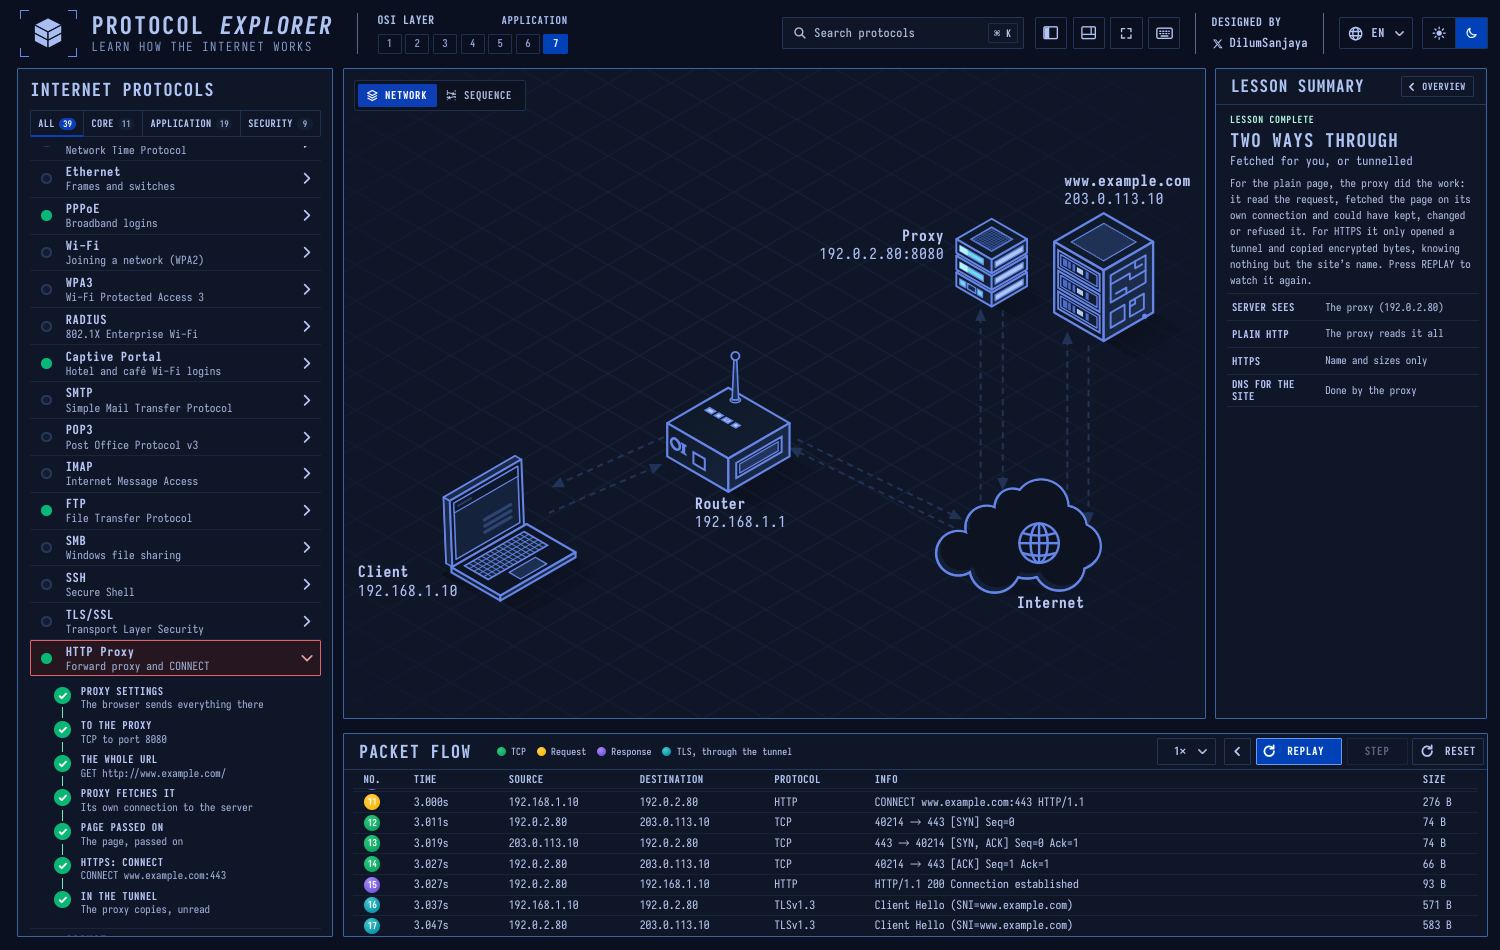 PROTOCOL EXPLORER
LEARN HOW THE INTERNET WORKS
OSI LAYER APPLICATION
1 2 3 4 5 6 7
Search protocols ⌘ K
DESIGNED BY
DilumSanjaya
EN
INTERNET PROTOCOLS
ALL 39 CORE 11 APPLICATION 19 SECURITY 9
Network Time Protocol
Ethernet
Frames and switches
PPPoE
Broadband logins
Wi-Fi
Joining a network (WPA2)
WPA3
Wi-Fi Protected Access 3
RADIUS
802.1X Enterprise Wi-Fi
Captive Portal
Hotel and café Wi-Fi logins
SMTP
Simple Mail Transfer Protocol
POP3
Post Office Protocol v3
IMAP
Internet Message Access
FTP
File Transfer Protocol
SMB
Windows file sharing
SSH
Secure Shell
TLS/SSL
Transport Layer Security
HTTP Proxy
Forward proxy and CONNECT
PROXY SETTINGS
The browser sends everything there
TO THE PROXY
TCP to port 8080
THE WHOLE URL
GET http://www.example.com/
PROXY FETCHES IT
Its own connection to the server
PAGE PASSED ON
The page, passed on
HTTPS: CONNECT
CONNECT www.example.com:443
IN THE TUNNEL
The proxy copies, unread
NETWORK SEQUENCE
www.example.com
203.0.113.10
Proxy
192.0.2.80:8080
Router
192.168.1.1
Client
192.168.1.10
Internet
LESSON SUMMARY OVERVIEW
LESSON COMPLETE
TWO WAYS THROUGH
Fetched for you, or tunnelled
For the plain page, the proxy did the work:
it read the request, fetched the page on its
own connection and could have kept, changed
or refused it. For HTTPS it only opened a
tunnel and copied encrypted bytes, knowing
nothing but the site’s name. Press REPLAY to
watch it again.
SERVER SEES The proxy (192.0.2.80)
PLAIN HTTP The proxy reads it all
HTTPS Name and sizes only
DNS FOR THE
SITE
Done by the proxy
PACKET FLOW TCP Request Response TLS, through the tunnel 1× REPLAY STEP RESET
NO. TIME SOURCE DESTINATION PROTOCOL INFO SIZE
11 3.000s 192.168.1.10 192.0.2.80 HTTP CONNECT www.example.com:443 HTTP/1.1 276 B
12 3.011s 192.0.2.80 203.0.113.10 TCP 40214 → 443 [SYN] Seq=0 74 B
13 3.019s 203.0.113.10 192.0.2.80 TCP 443 → 40214 [SYN, ACK] Seq=0 Ack=1 74 B
14 3.027s 192.0.2.80 203.0.113.10 TCP 40214 → 443 [ACK] Seq=1 Ack=1 66 B
15 3.027s 192.0.2.80 192.168.1.10 HTTP HTTP/1.1 200 Connection established 93 B
16 3.037s 192.168.1.10 192.0.2.80 TLSv1.3 Client Hello (SNI=www.example.com) 571 B
17 3.047s 192.0.2.80 203.0.113.10 TLSv1.3 Client Hello (SNI=www.example.com) 583 B